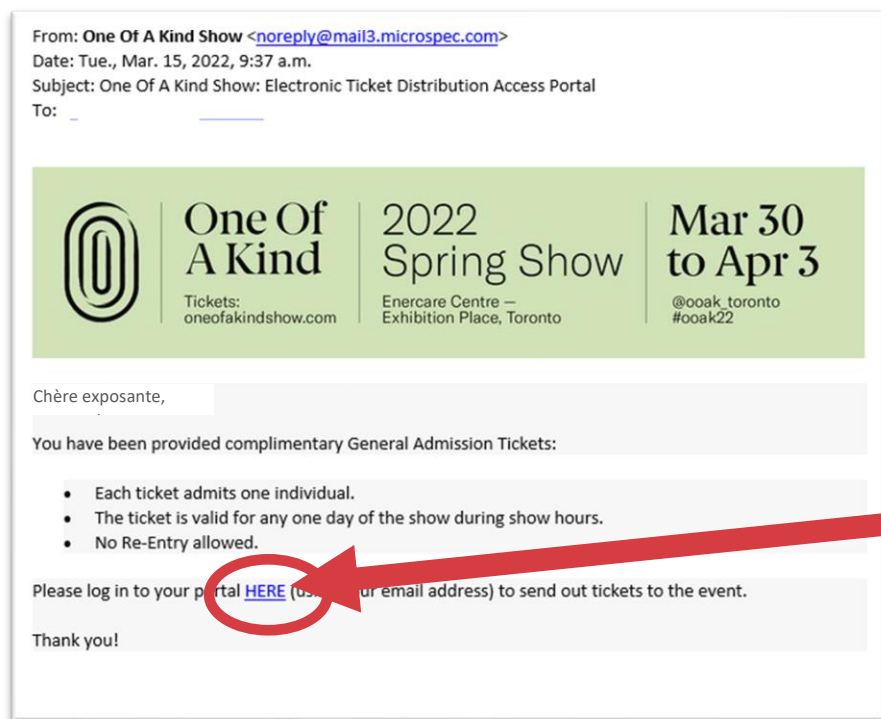 From: One Of A Kind Show <noreply@mail3.microspec.com>
Date: Tue., Mar. 15, 2022, 9:37 a.m.
Subject: One Of A Kind Show: Electronic Ticket Distribution Access Portal
To:
One Of
A Kind
Tickets:
oneofakindshow.com
2022
Spring Show
Enercare Centre —
Exhibition Place, Toronto
Mar 30
to Apr 3
@ooak_toronto
#ooak22
Chère exposante,
You have been provided complimentary General Admission Tickets:
• Each ticket admits one individual.
• The ticket is valid for any one day of the show during show hours.
• No Re-Entry allowed.
Please log in to your portal HERE email address) to send out tickets to the event.
Thank you!